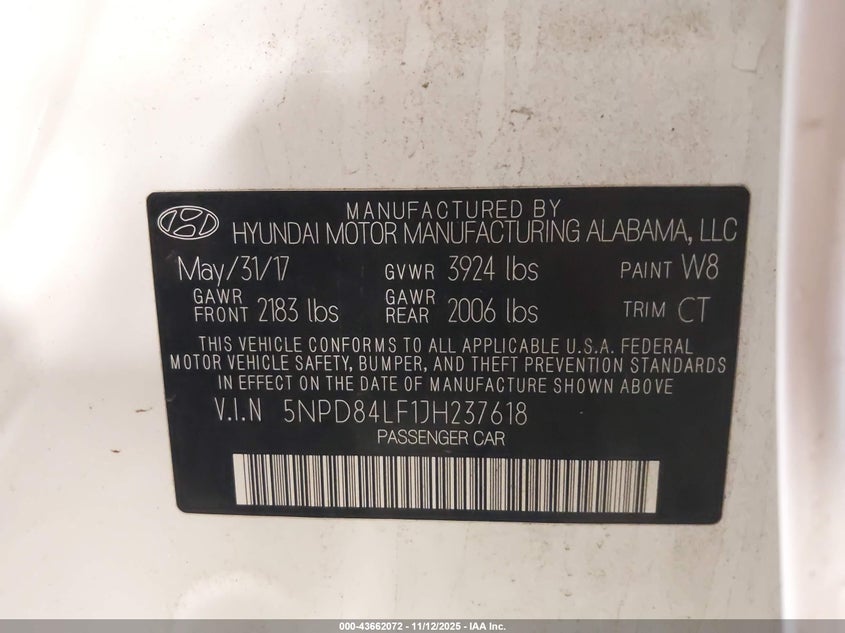 MANUFACTURED BY
HYUNDAI MOTOR MANUFACTURING ALABAMA, LLC
May/31/17 GVWR 3924 lbs PAINT W8
GAWR FRONT 2183 lbs GAWR REAR 2006 lbs TRIM CT
THIS VEHICLE CONFORMS TO ALL APPLICABLE U.S.A. FEDERAL
MOTOR VEHICLE SAFETY, BUMPER, AND THEFT PREVENTION STANDARDS
IN EFFECT ON THE DATE OF MANUFACTURE SHOWN ABOVE
V.I.N 5NPD84LF1JH237618
PASSENGER CAR
000-43662072 - 11/12/2025 - IAA Inc.